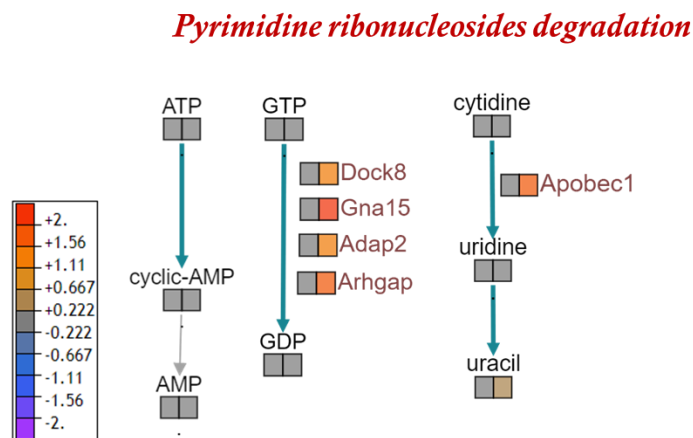 Pyrimidine ribonucleosides degradation
ATP
GTP
cytidine
Dock8
Gna15
Adap2
Arhgap
Apobec1
cyclic-AMP
uridine
GDP
AMP
uracil
+2.
+1.56
+1.11
+0.667
+0.222
-0.222
-0.667
-1.11
-1.56
-2.